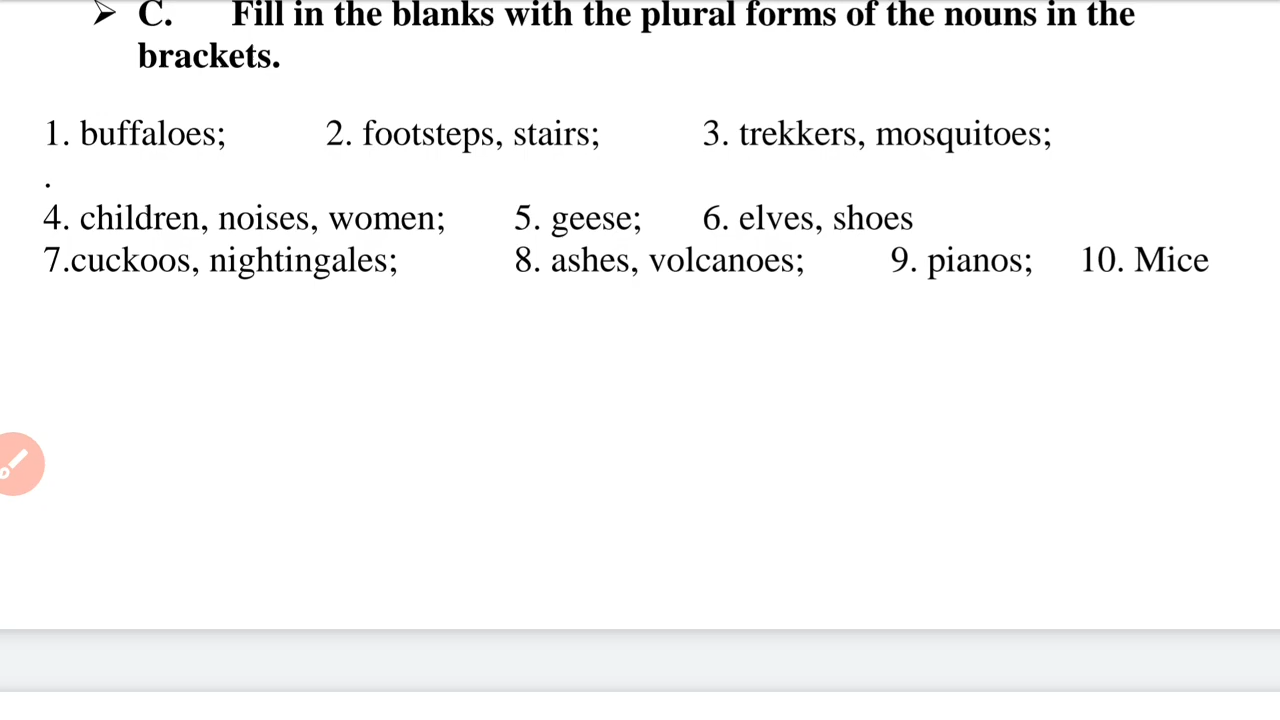 ➢ C. Fill in the blanks with the plural forms of the nouns in the
brackets.
1. buffaloes; 2. footsteps, stairs; 3. trekkers, mosquitoes;
.
4. children, noises, women; 5. geese; 6. elves, shoes
7.cuckoos, nightingales; 8. ashes, volcanoes; 9. pianos; 10. Mice